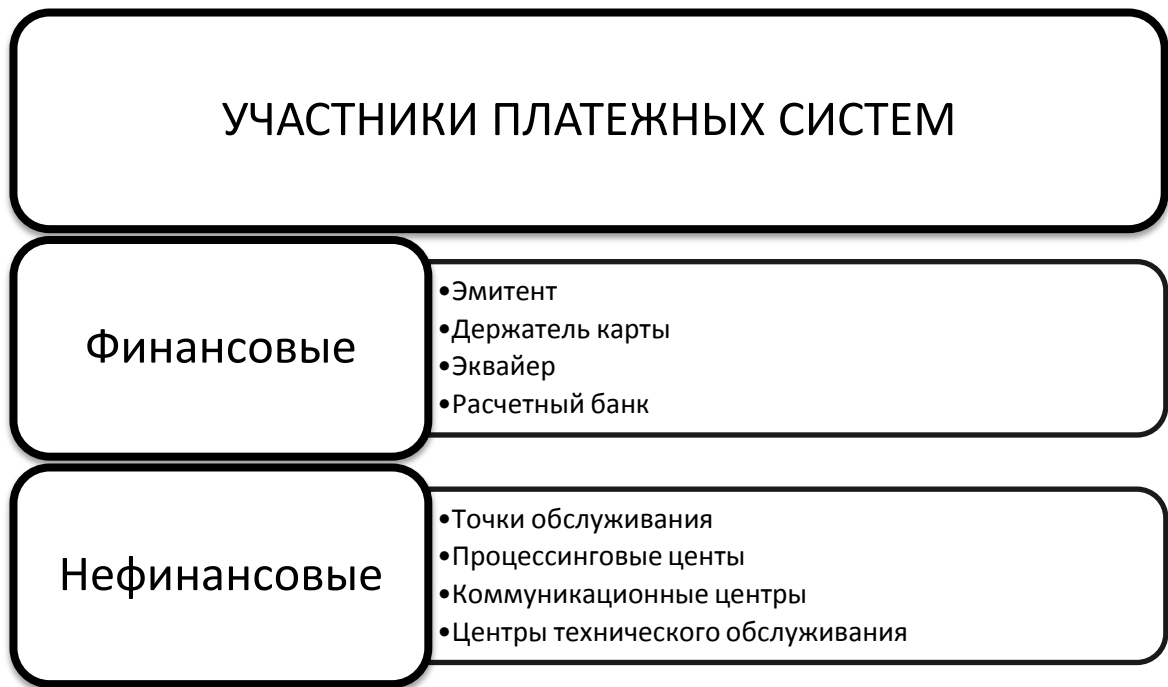 УЧАСТНИКИ ПЛАТЕЖНЫХ СИСТЕМ
Финансовые
•Эмитент
•Держатель карты
•Эквайер
•Расчетный банк
Нефинансовые
•Точки обслуживания
•Процессинговые центы
•Коммуникационные центры
•Центры технического обслуживания